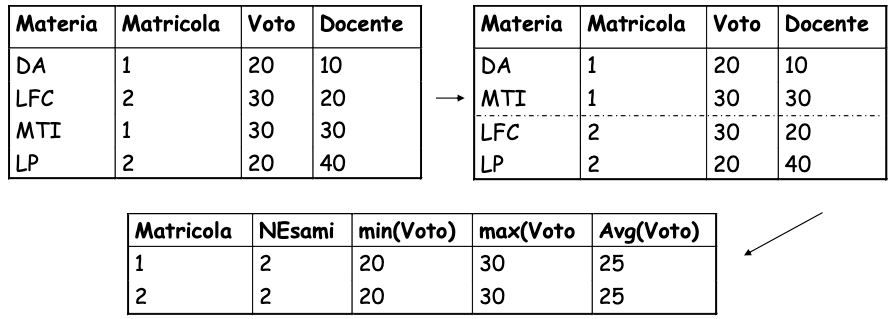 Materia Matricola Voto Docente
DA 1 20 10
LFC 2 30 20
MTI 1 30 30
LP 2 20 40
Materia Matricola Voto Docente
DA 1 20 10
MTI 1 30 30
LFC 2 30 20
LP 2 20 40
Matricola NEsami min(Voto) max(Voto Avg(Voto)
1 2 20 30 25
2 2 20 30 25